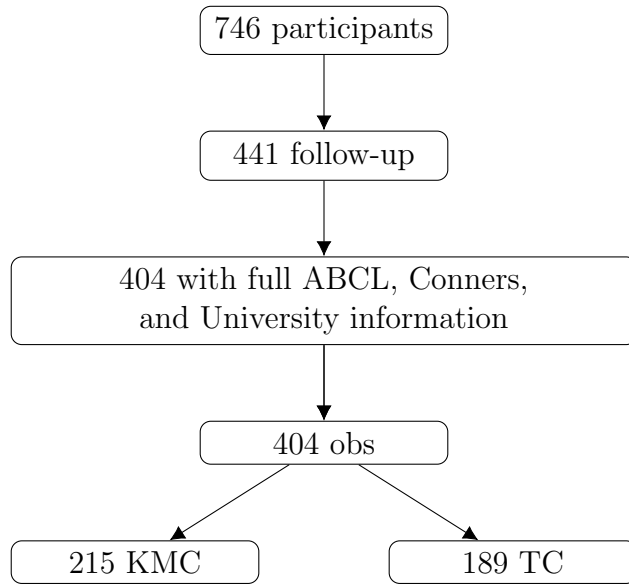 746 participants
441 follow-up
404 with full ABCL, Conners,
and University information
404 obs
215 KMC
189 TC